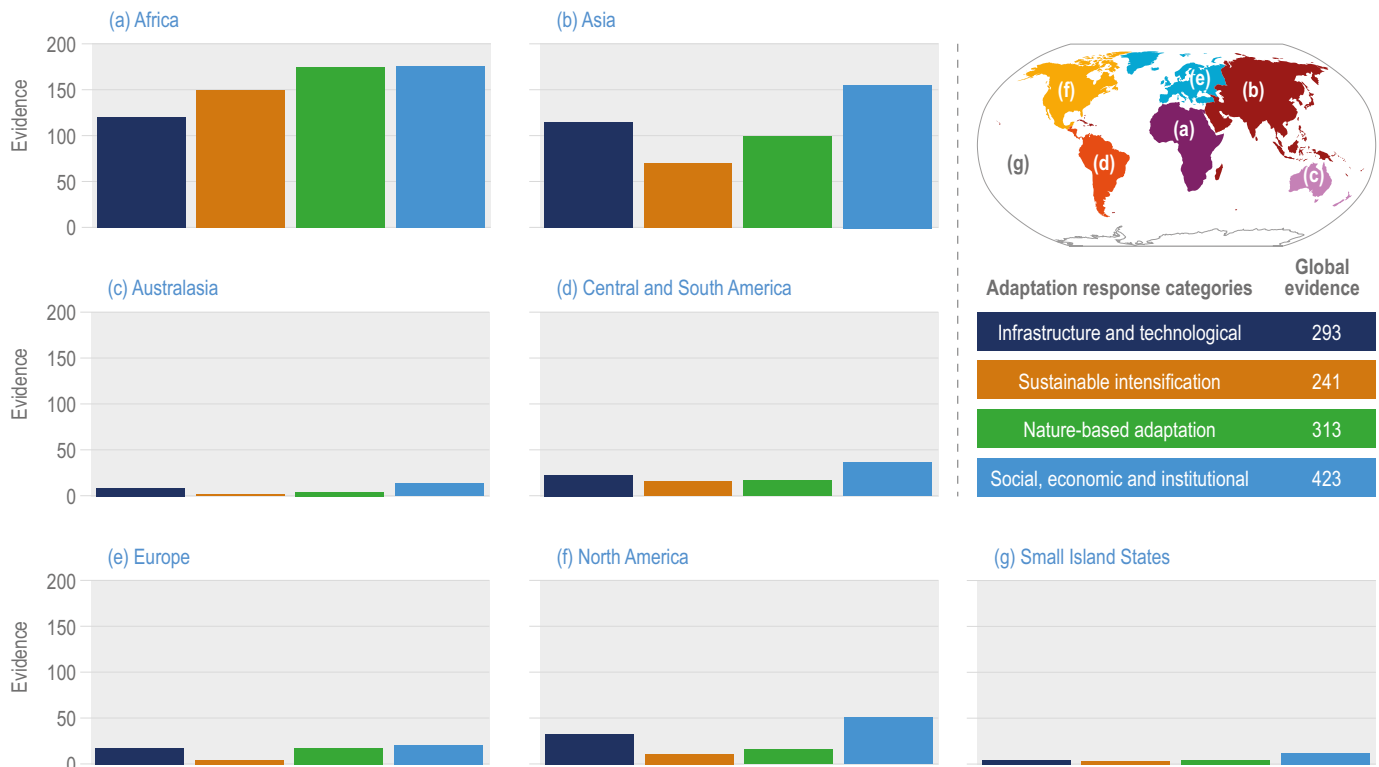 (a) Africa
200
150
100
50
0
Evidence
(b) Asia
(f)
(e)
(b)
(a)
(g)
(d)
(c)
Adaptation response categories
Global
evidence
Infrastructure and technological 293
Sustainable intensification 241
Nature-based adaptation 313
Social, economic and institutional 423
(c) Australasia
200
150
100
50
0
Evidence
(d) Central and South America
(e) Europe
200
150
100
50
0
Evidence
(f) North America
(g) Small Island States